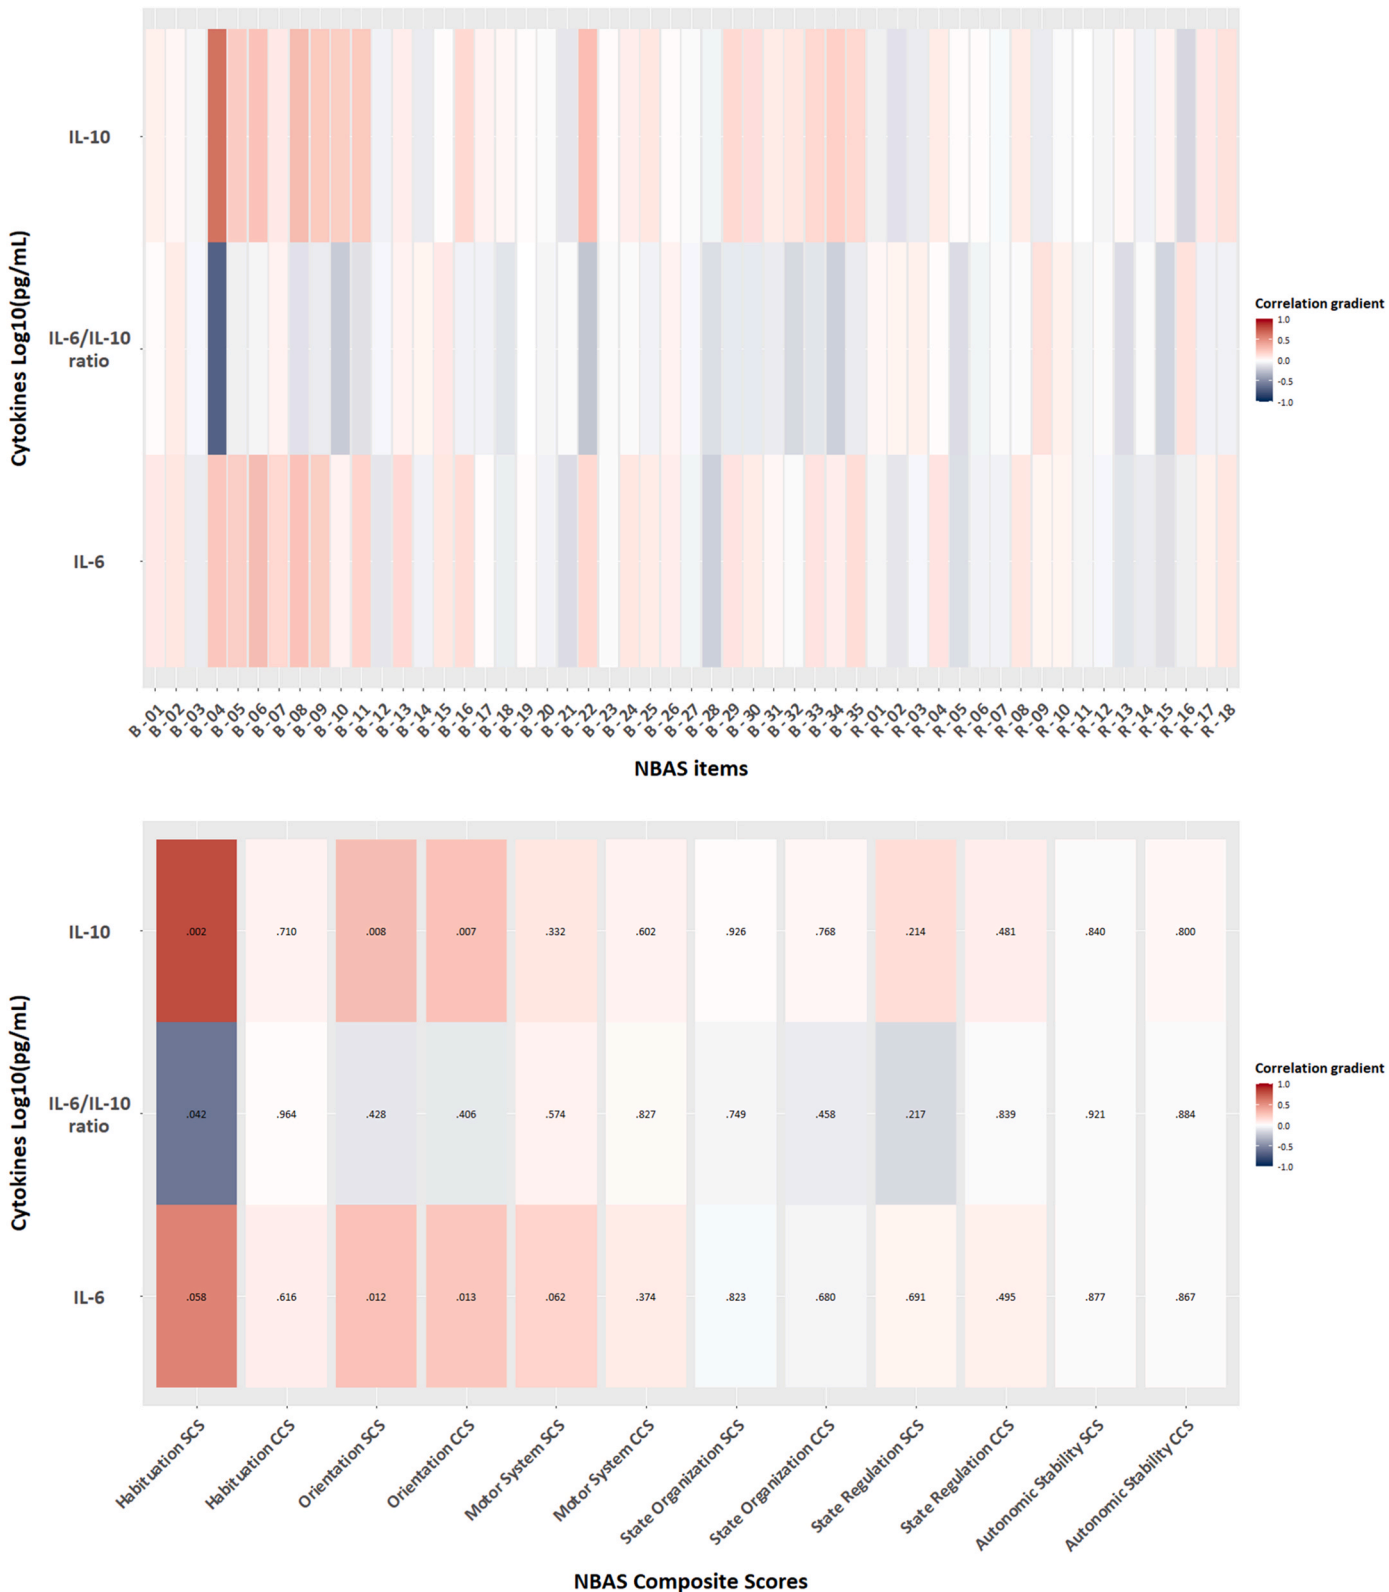 Cytokines Log10(pg/mL)
IL-10
IL-6/IL-10
ratio
IL-6
B - 01
B - 02
B - 03
B - 04
B - 05
B - 06
B - 07
B - 08
B - 09
B - 10
B - 11
B - 12
B - 13
B - 14
B - 15
B - 16
B - 17
B - 18
B - 19
B - 20
B - 21
B - 22
B - 23
B - 24
B - 25
B - 26
B - 27
B - 28
B - 29
B - 30
B - 31
B - 32
B - 33
B - 34
B - 35
R - 01
R - 02
R - 03
R - 04
R - 05
R - 06
R - 07
R - 08
R - 09
R - 10
R - 11
R - 12
R - 13
R - 14
R - 15
R - 16
R - 17
R - 18
NBAS items
Correlation gradient
1.0
0.5
0.0
-0.5
-1.0
Cytokines Log10(pg/mL)
IL-10
.002 .710 .008 .007 .332 .602 .926 .768 .214 .481 .840 .800
IL-6/IL-10
ratio
.042 .964 .428 .406 .574 .827 .749 .458 .217 .839 .921 .884
IL-6
.058 .616 .012 .013 .062 .374 .823 .680 .691 .495 .877 .867
Habituation SCS
Habituation CCS
Orientation SCS
Orientation CCS
Motor System SCS
Motor System CCS
State Organization SCS
State Organization CCS
State Regulation SCS
State Regulation CCS
Autonomic Stability SCS
Autonomic Stability CCS
NBAS Composite Scores
Correlation gradient
1.0
0.5
0.0
-0.5
-1.0